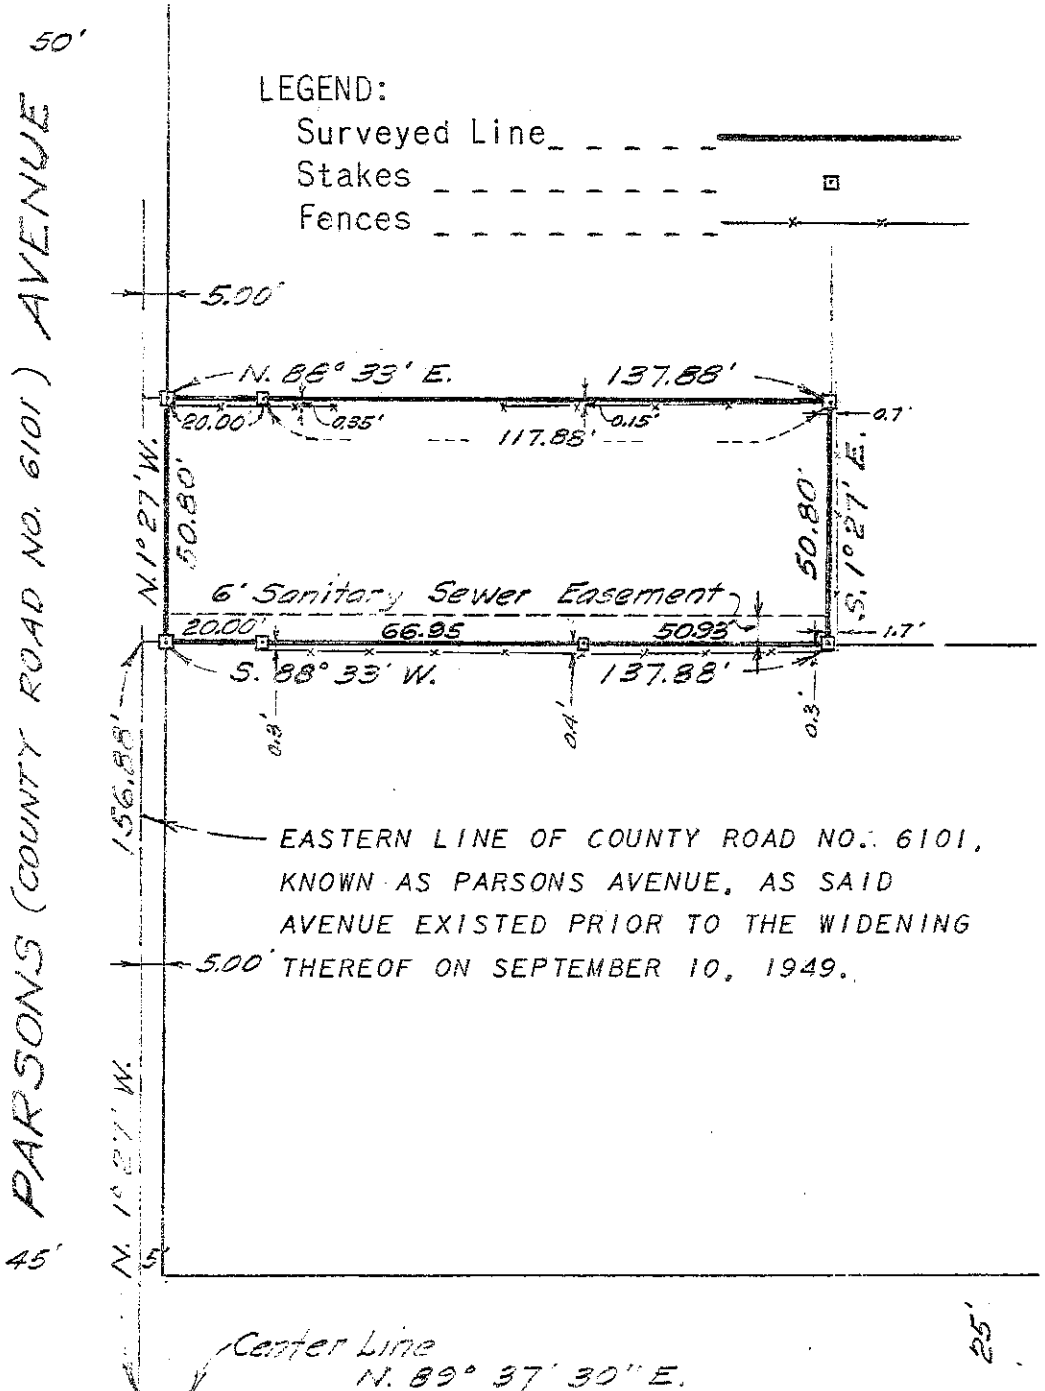 50'
PARSONS (COUNTY ROAD NO. 6101) AVENUE
LEGEND:
Surveyed Line
Stakes
Fences
5.00'
N. 88° 33' E.
137.88'
20.00'
0.35'
117.88'
0.15'
0.7'
N. 1° 27' W.
50.80'
50.80'
S. 1° 27' E.
6' Sanitary Sewer Easement
20.00'
66.95
50.93'
1.7'
S. 88° 33' W.
137.88'
0.4'
0.3'
156.88'
EASTERN LINE OF COUNTY ROAD NO. 6101,
KNOWN AS PARSONS AVENUE, AS SAID
AVENUE EXISTED PRIOR TO THE WIDENING
THEREOF ON SEPTEMBER 10, 1949.
5.00'
N. 1° 27' W.
45'
5'
25'
Center Line
N. 89° 37' 30" E.